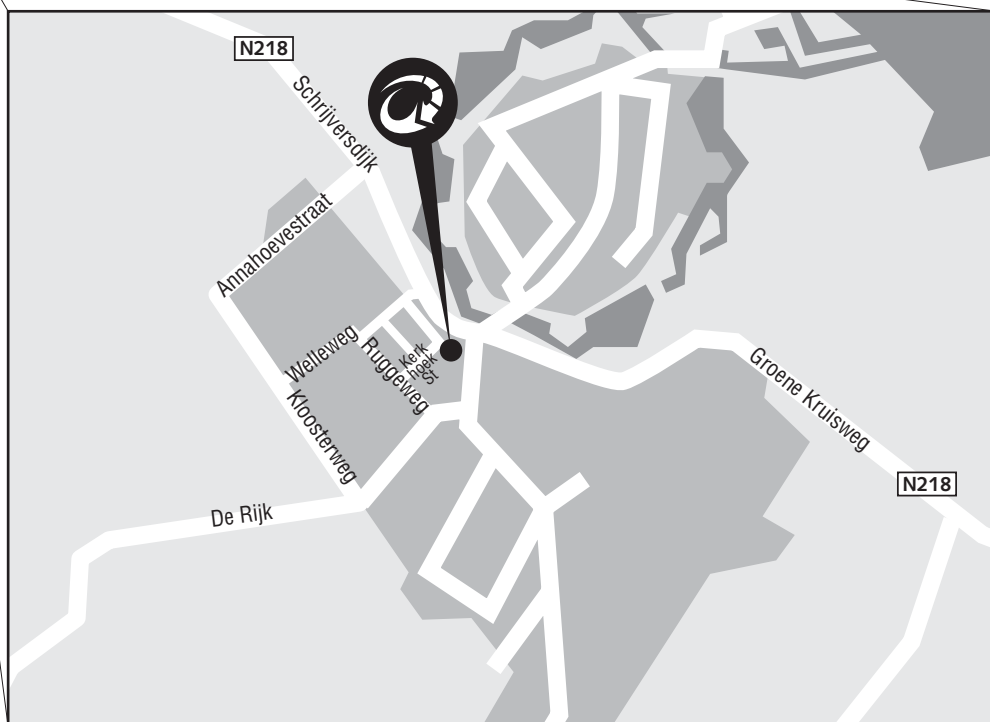 N218
Schrijversdijk
Annahoevestraat
Welleweg
Ruggeweg
Kerk
hoek
St
Kloosterweg
Groene Kruisweg
N218
De Rijk